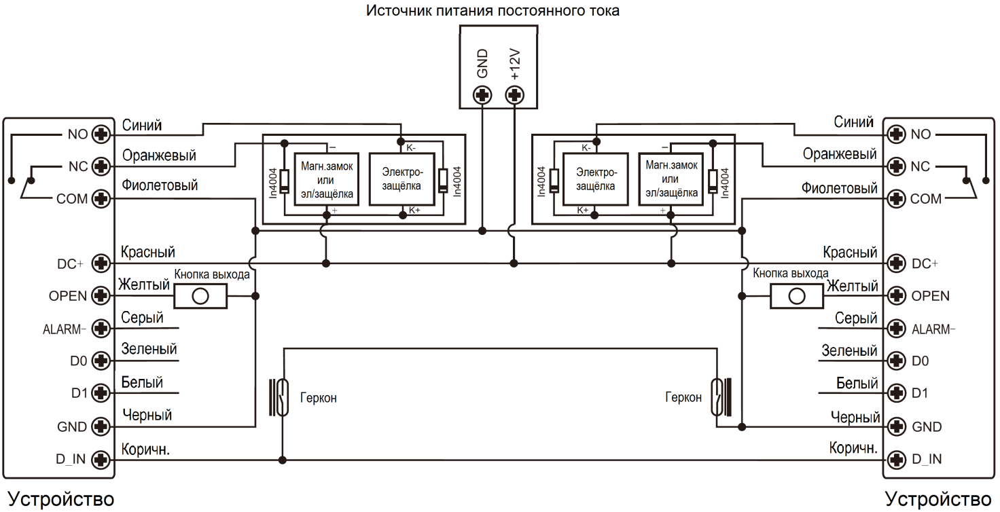 Источник питания постоянного тока
GND
+12V
NO
Синий
NC
Оранжевый
COM
Фиолетовый
DC+
Красный
OPEN
Желтый
Кнопка выхода
ALARM-
Серый
D0
Зеленый
D1
Белый
GND
Черный
D_IN
Коричн.
Устройство
In4004
−
Магн.замок
или
эл/защёлка
+
K-
Электро-
защёлка
K+
In4004
In4004
K-
Электро-
защёлка
K+
−
Магн.замок
или
эл/защёлка
+
In4004
Геркон
Геркон
Синий
NO
Оранжевый
NC
Фиолетовый
COM
Красный
DC+
Кнопка выхода
Желтый
OPEN
Серый
ALARM-
Зеленый
D0
Белый
D1
Черный
GND
Коричн.
D_IN
Устройство